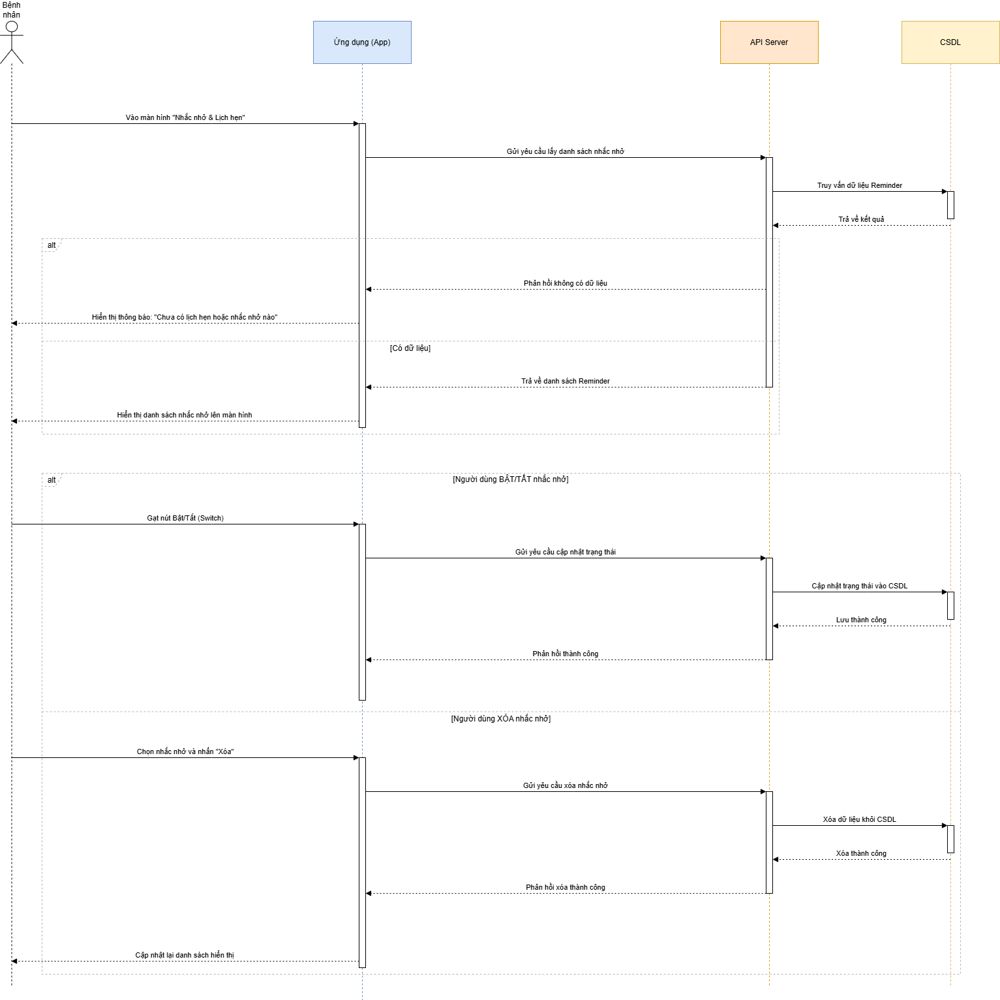 Bệnh
nhân
Ứng dụng (App)
API Server
CSDL
Vào màn hình "Nhắc nhở & Lịch hẹn"
Gửi yêu cầu lấy danh sách nhắc nhở
Truy vấn dữ liệu Reminder
Trả về kết quả
alt
Phản hồi không có dữ liệu
Hiển thị thông báo: "Chưa có lịch hẹn hoặc nhắc nhở nào"
[Có dữ liệu]
Trả về danh sách Reminder
Hiển thị danh sách nhắc nhở lên màn hình
alt
[Người dùng BẬT/TẮT nhắc nhở]
Gạt nút Bật/Tắt (Switch)
Gửi yêu cầu cập nhật trạng thái
Cập nhật trạng thái vào CSDL
Lưu thành công
Phản hồi thành công
[Người dùng XÓA nhắc nhở]
Chọn nhắc nhở và nhấn "Xóa"
Gửi yêu cầu xóa nhắc nhở
Xóa dữ liệu khỏi CSDL
Xóa thành công
Phản hồi xóa thành công
Cập nhật lại danh sách hiển thị